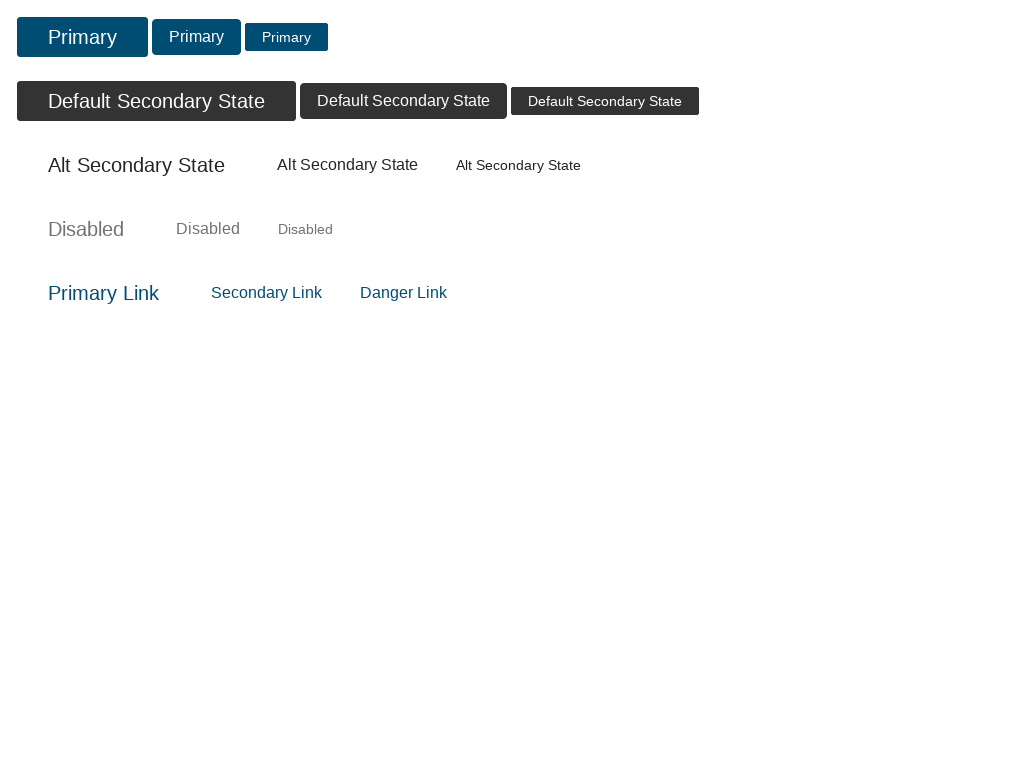 Primary Primary Primary
Default Secondary State Default Secondary State Default Secondary State
Alt Secondary State Alt Secondary State Alt Secondary State
Disabled Disabled Disabled
Primary Link Secondary Link Danger Link